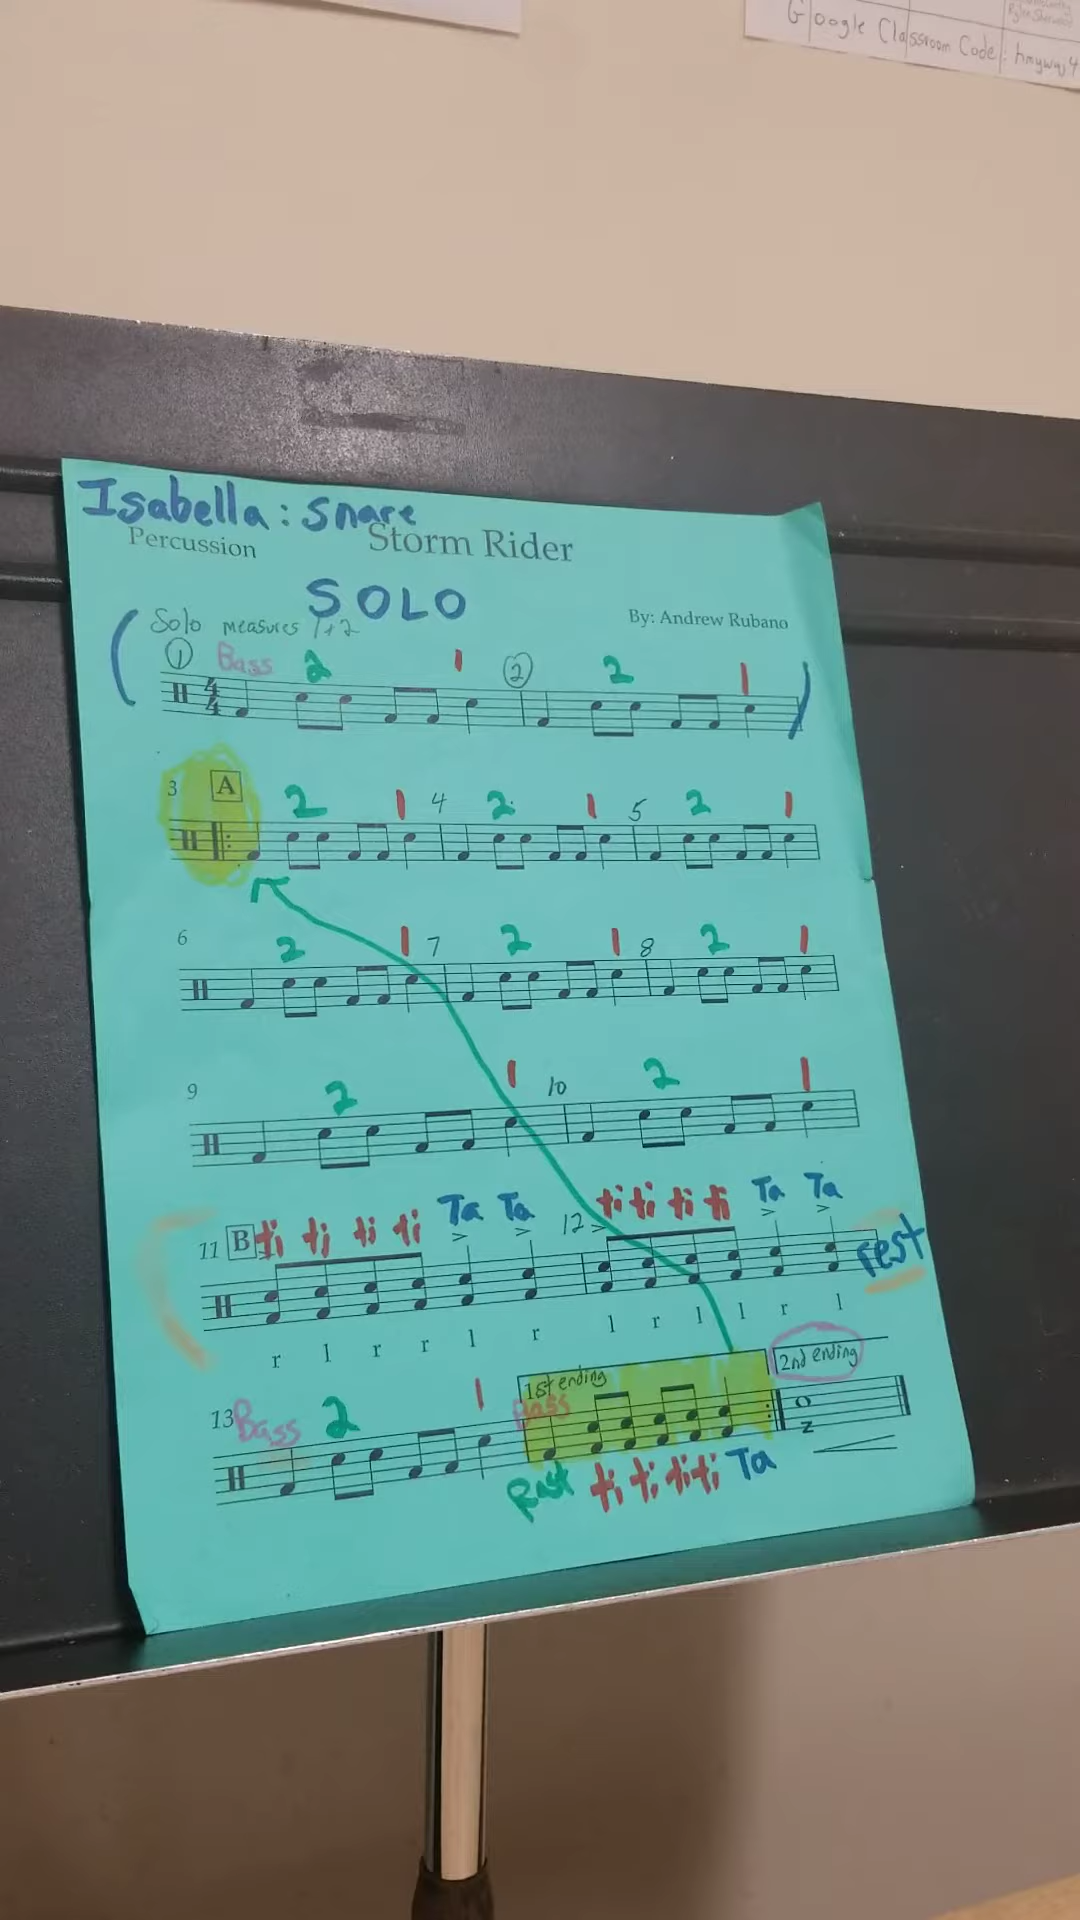 Google Classroom Code: hmywaj4
Isabella: Snare
Percussion
Storm Rider
SOLO
Solo measures 1+2
By: Andrew Rubano
1 Bass 2 1 2 2 1
4
4
3 A 2 1 4 2 1 5 2 1
6 2 1 7 2 1 8 2 1
9 2 1 10 2 1
11 B ti ti ti ti Ta Ta 12 ti ti ti ti Ta Ta rest
r l r r l r l r l l r l
1st ending 2nd ending
13 Bass 2 1 Bass
Rest ti ti ti ti Ta